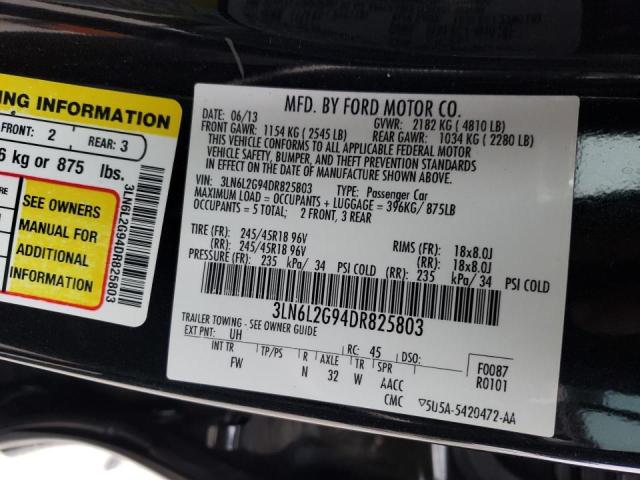 NG INFORMATION
FRONT: 2 REAR: 3
6 kg or 875 lbs.
SEE OWNERS
MANUAL FOR
ADDITIONAL
INFORMATION
3LN6L2G94DR825803
MFD. BY FORD MOTOR CO.
DATE: 06/13 GVWR: 2182 KG ( 4810 LB)
FRONT GAWR: 1154 KG ( 2545 LB) REAR GAWR: 1034 KG ( 2280 LB)
THIS VEHICLE CONFORMS TO ALL APPLICABLE FEDERAL MOTOR
VEHICLE SAFETY, BUMPER, AND THEFT PREVENTION STANDARDS
IN EFFECT ON THE DATE OF MANUFACTURE SHOWN ABOVE.
VIN: 3LN6L2G94DR825803 TYPE: Passenger Car
MAXIMUM LOAD = OCCUPANTS + LUGGAGE = 396KG/ 875LB
OCCUPANTS = 5 TOTAL; 2 FRONT, 3 REAR
TIRE (FR): 245/45R18 96V RIMS (FR): 18x8.0J
(RR): 245/45R18 96V (RR): 18x8.0J
PRESSURE (FR): 235 kPa/ 34 PSI COLD (RR): 235 kPa/ 34 PSI COLD
3LN6L2G94DR825803
TRAILER TOWING - SEE OWNER GUIDE
EXT PNT: UH RC: 45 DSO: F0087
INT TR TP/PS R AXLE TR SPR R0101
FW N 32 W AACC
CMC ▽5U5A-5420472-AA